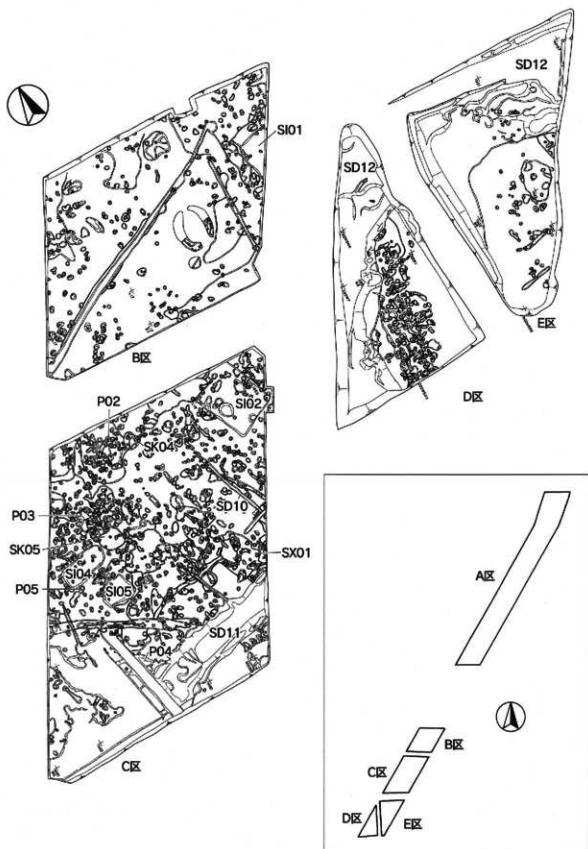 SD12
SI01
SD12
E区
B区
D区
SI02
P02
SK04
P03
SD10
SK05
SX01
SI04
P05
SI05
SD11
P04
C区
A区
B区
C区
D区
E区